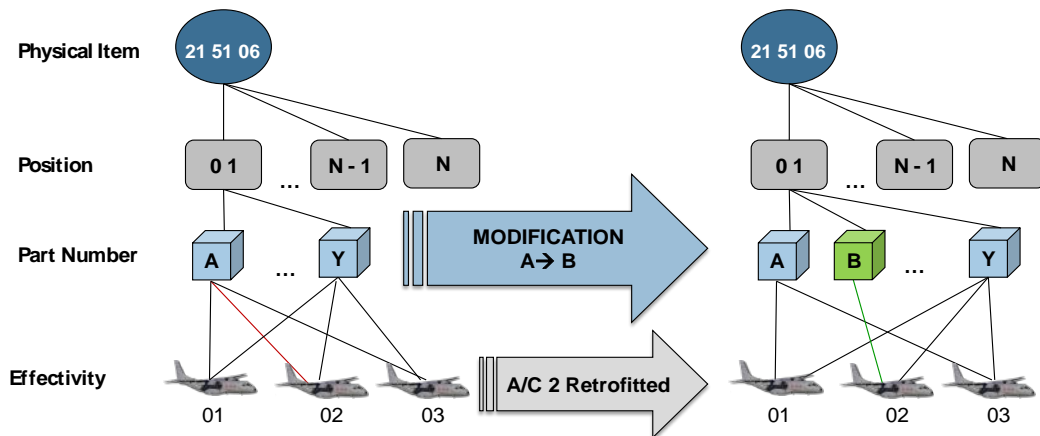 Physical Item
21 51 06
21 51 06
Position
0 1
...
N - 1
N
0 1
...
N - 1
N
Part Number
A
...
Y
MODIFICATION
A→ B
A
B
...
Y
Effectivity
01
02
03
A/C 2 Retrofitted
01
02
03